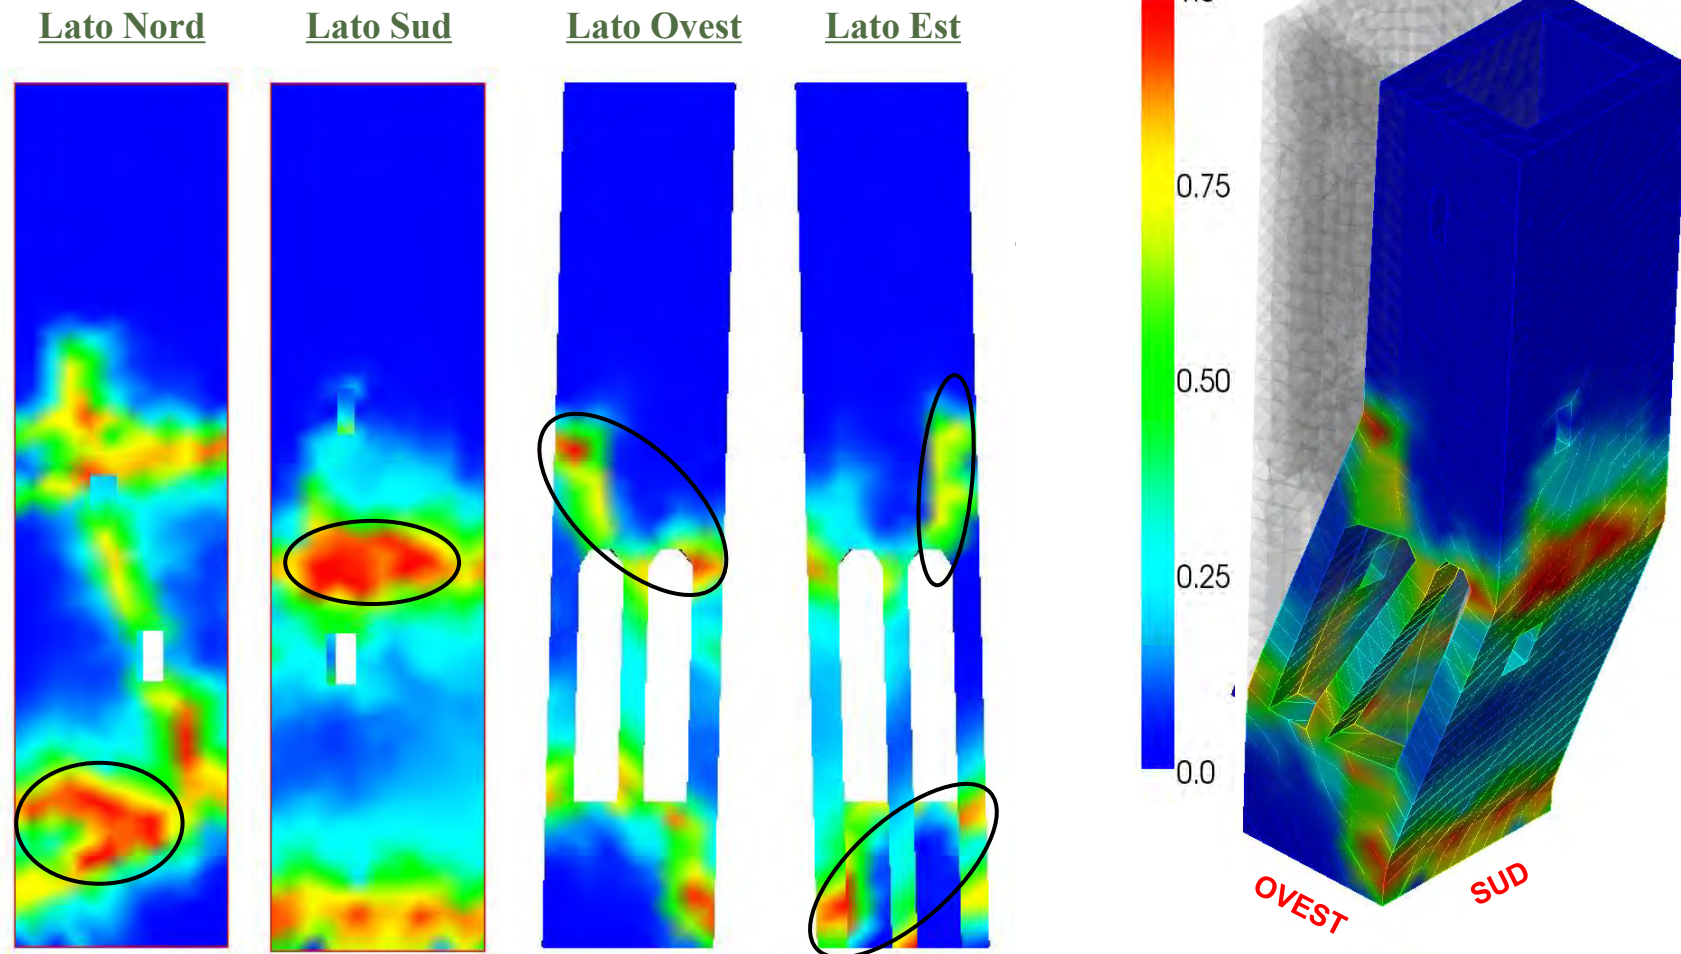 Lato Nord
Lato Sud
Lato Ovest
Lato Est
0.75
0.50
0.25
0.0
OVEST
SUD